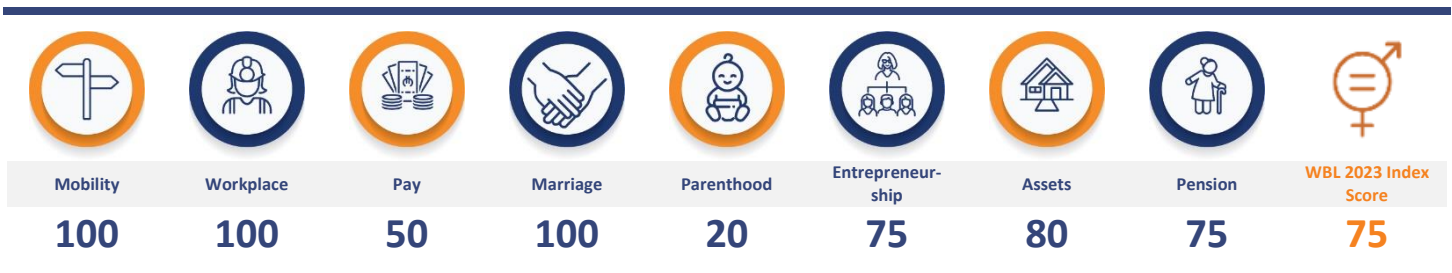 Mobility
Workplace
Pay
Marriage
Parenthood
Entrepreneur-
ship
Assets
Pension
WBL 2023 Index
Score
100
100
50
100
20
75
80
75
75